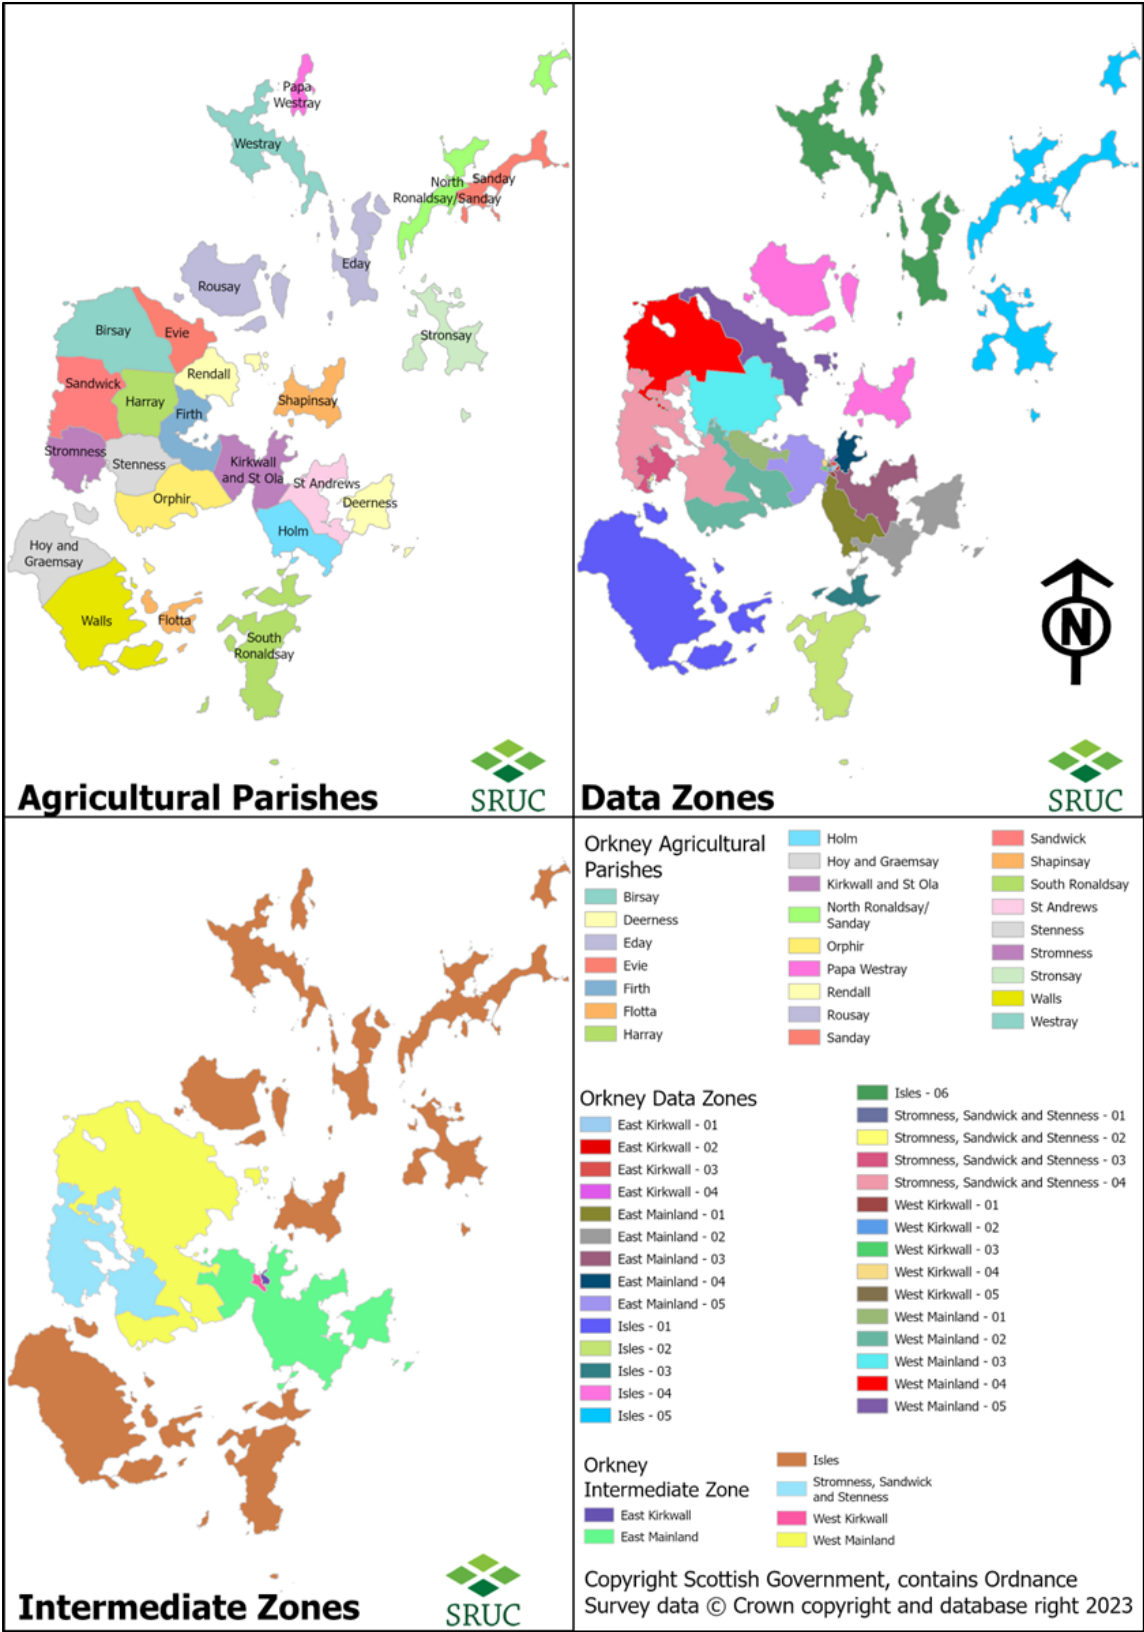 Papa
Westray
Westray
North
Ronaldsay/Sanday
Sanday
Eday
Rousay
Stronsay
Birsay
Evie
Rendall
Sandwick
Harray
Firth
Shapinsay
Stromness
Stenness
Kirkwall
and St Ola
St Andrews
Orphir
Deerness
Holm
Hoy and
Graemsay
Walls
Flotta
South
Ronaldsay
Agricultural Parishes
SRUC
N
Data Zones
SRUC
Intermediate Zones
SRUC
Orkney Agricultural
Parishes
Birsay
Deerness
Eday
Evie
Firth
Flotta
Harray
Holm
Hoy and Graemsay
Kirkwall and St Ola
North Ronaldsay/
Sanday
Orphir
Papa Westray
Rendall
Rousay
Sanday
Sandwick
Shapinsay
South Ronaldsay
St Andrews
Stenness
Stromness
Stronsay
Walls
Westray
Orkney Data Zones
East Kirkwall - 01
East Kirkwall - 02
East Kirkwall - 03
East Kirkwall - 04
East Mainland - 01
East Mainland - 02
East Mainland - 03
East Mainland - 04
East Mainland - 05
Isles - 01
Isles - 02
Isles - 03
Isles - 04
Isles - 05
Isles - 06
Stromness, Sandwick and Stenness - 01
Stromness, Sandwick and Stenness - 02
Stromness, Sandwick and Stenness - 03
Stromness, Sandwick and Stenness - 04
West Kirkwall - 01
West Kirkwall - 02
West Kirkwall - 03
West Kirkwall - 04
West Kirkwall - 05
West Mainland - 01
West Mainland - 02
West Mainland - 03
West Mainland - 04
West Mainland - 05
Orkney
Intermediate Zone
East Kirkwall
East Mainland
Isles
Stromness, Sandwick
and Stenness
West Kirkwall
West Mainland
Copyright Scottish Government, contains Ordnance
Survey data © Crown copyright and database right 2023